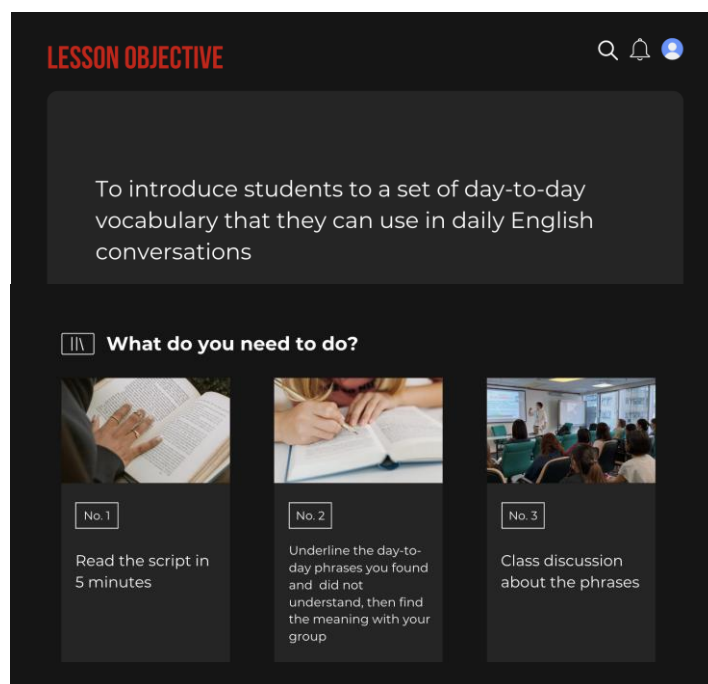 LESSON OBJECTIVE
To introduce students to a set of day-to-day
vocabulary that they can use in daily English
conversations
What do you need to do?
No. 1
Read the script in
5 minutes
No. 2
Underline the day-to-
day phrases you found
and did not
understand, then find
the meaning with your
group
No. 3
Class discussion
about the phrases